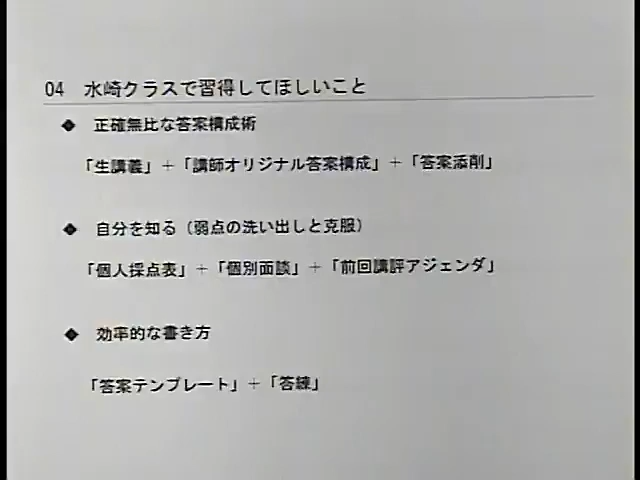 04 水崎クラスで習得してほしいこと
◆ 正確無比な答案構成術
「生講義」+「講師オリジナル答案構成」+「答案添削」
◆ 自分を知る(弱点の洗い出しと克服)
「個人採点表」+「個別面談」+「前回講評アジェンダ」
◆ 効率的な書き方
「答案テンプレート」+「答練」